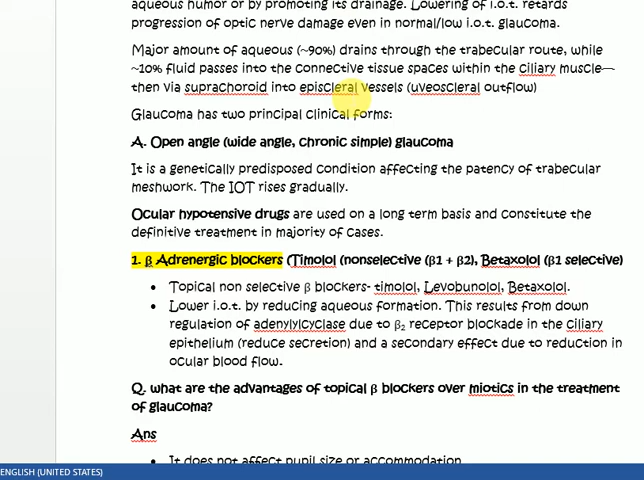 aqueous humor or by promoting its drainage. Lowering of i.o.t. retards
progression of optic nerve damage even in normal/low i.o.t. glaucoma.
Major amount of aqueous (~90%) drains through the trabecular route, while
~10% fluid passes into the connective tissue spaces within the ciliary muscle—
then via suprachoroid into episcleral vessels (uveoscleral outflow)
Glaucoma has two principal clinical forms:
A. Open angle (wide angle, chronic simple) glaucoma
It is a genetically predisposed condition affecting the patency of trabecular
meshwork. The IOT rises gradually.
Ocular hypotensive drugs are used on a long term basis and constitute the
definitive treatment in majority of cases.
1. β Adrenergic blockers (Timolol (nonselective (β1 + β2), Betaxolol (β1 selective)
• Topical non selective β blockers- timolol, Levobunolol, Betaxolol.
• Lower i.o.t. by reducing aqueous formation. This results from down
regulation of adenylylcyclase due to β₂ receptor blockade in the ciliary
epithelium (reduce secretion) and a secondary effect due to reduction in
ocular blood flow.
Q. what are the advantages of topical β blockers over miotics in the treatment
of glaucoma?
Ans
• It does not affect pupil size or accommodation
ENGLISH (UNITED STATES)